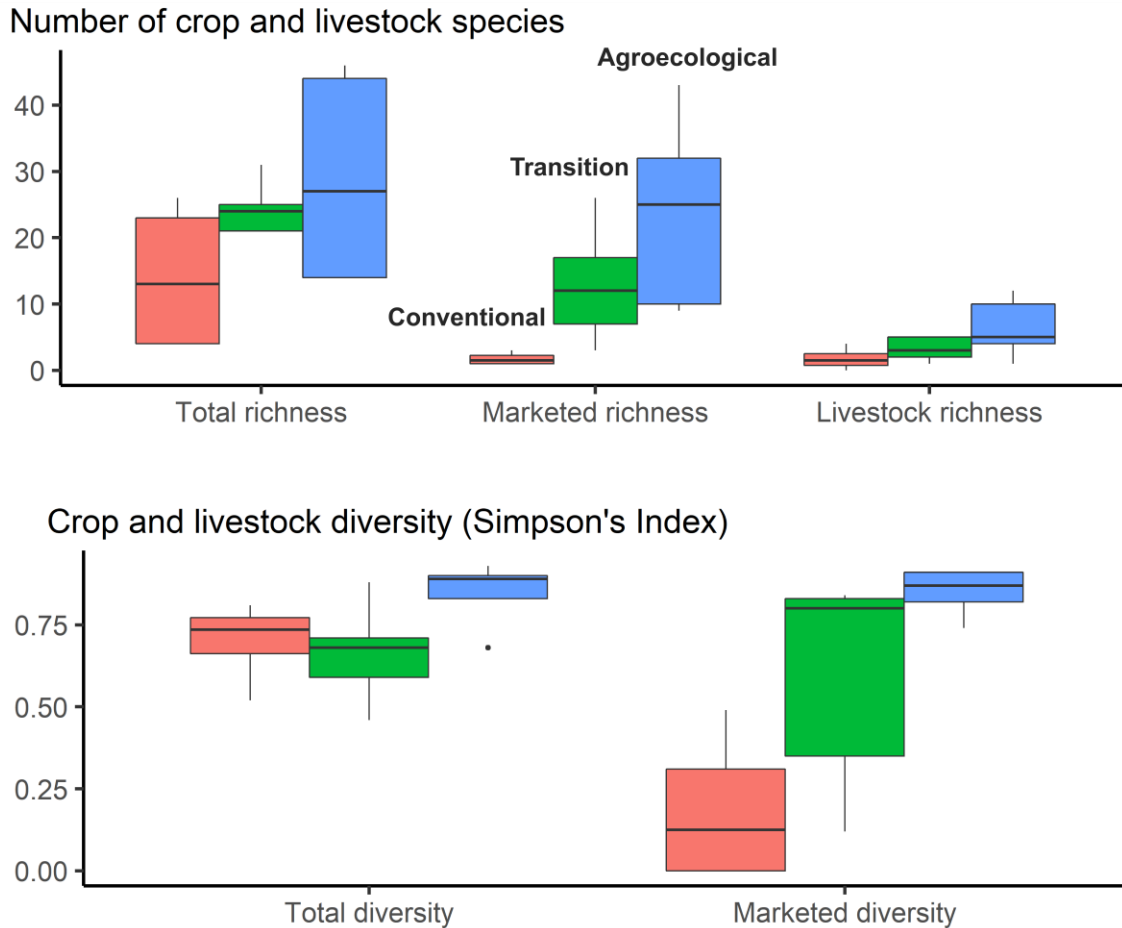 Number of crop and livestock species
Agroecological
40
30
Transition
20
10
Conventional
0
Total richness
Marketed richness
Livestock richness
Crop and livestock diversity (Simpson's Index)
0.75
0.50
0.25
0.00
Total diversity
Marketed diversity